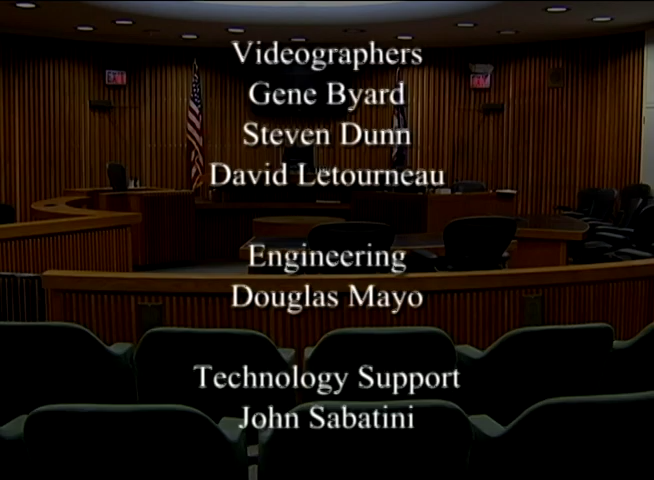 Videographers
Gene Byard
Steven Dunn
David Letourneau
Engineering
Douglas Mayo
Technology Support
John Sabatini